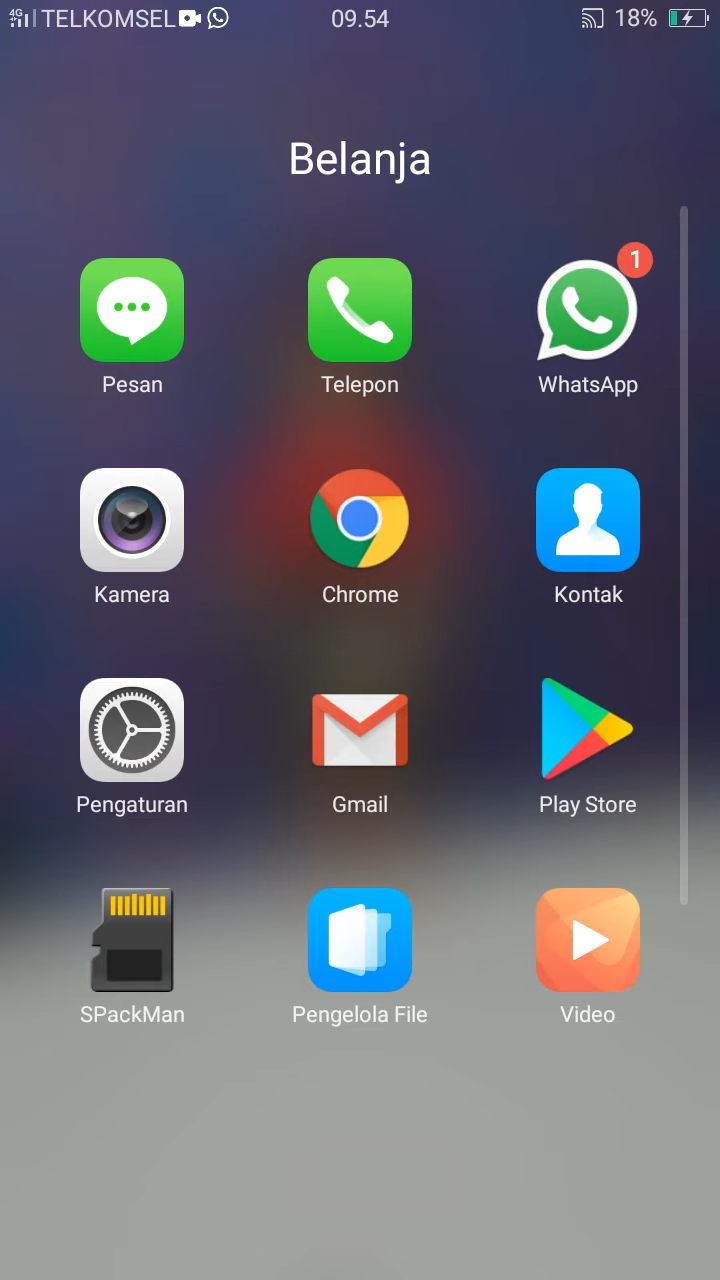 4G TELKOMSEL 09.54 18%
Belanja
1
Pesan Telepon WhatsApp
Kamera Chrome Kontak
Pengaturan Gmail Play Store
SPackMan Pengelola File Video